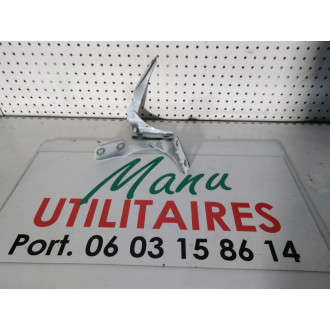 Manu
UTILITAIRES
Port. 06 03 15 86 14